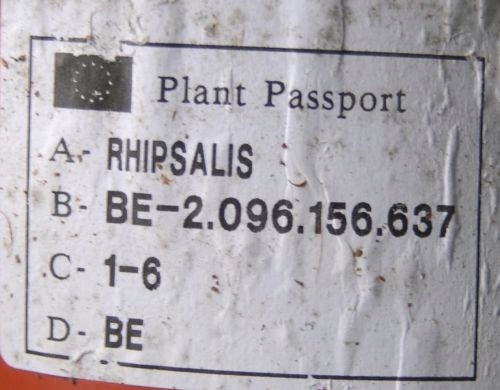 Plant Passport
A- RHIPSALIS
B- BE-2.096.156.637
C- 1-6
D- BE